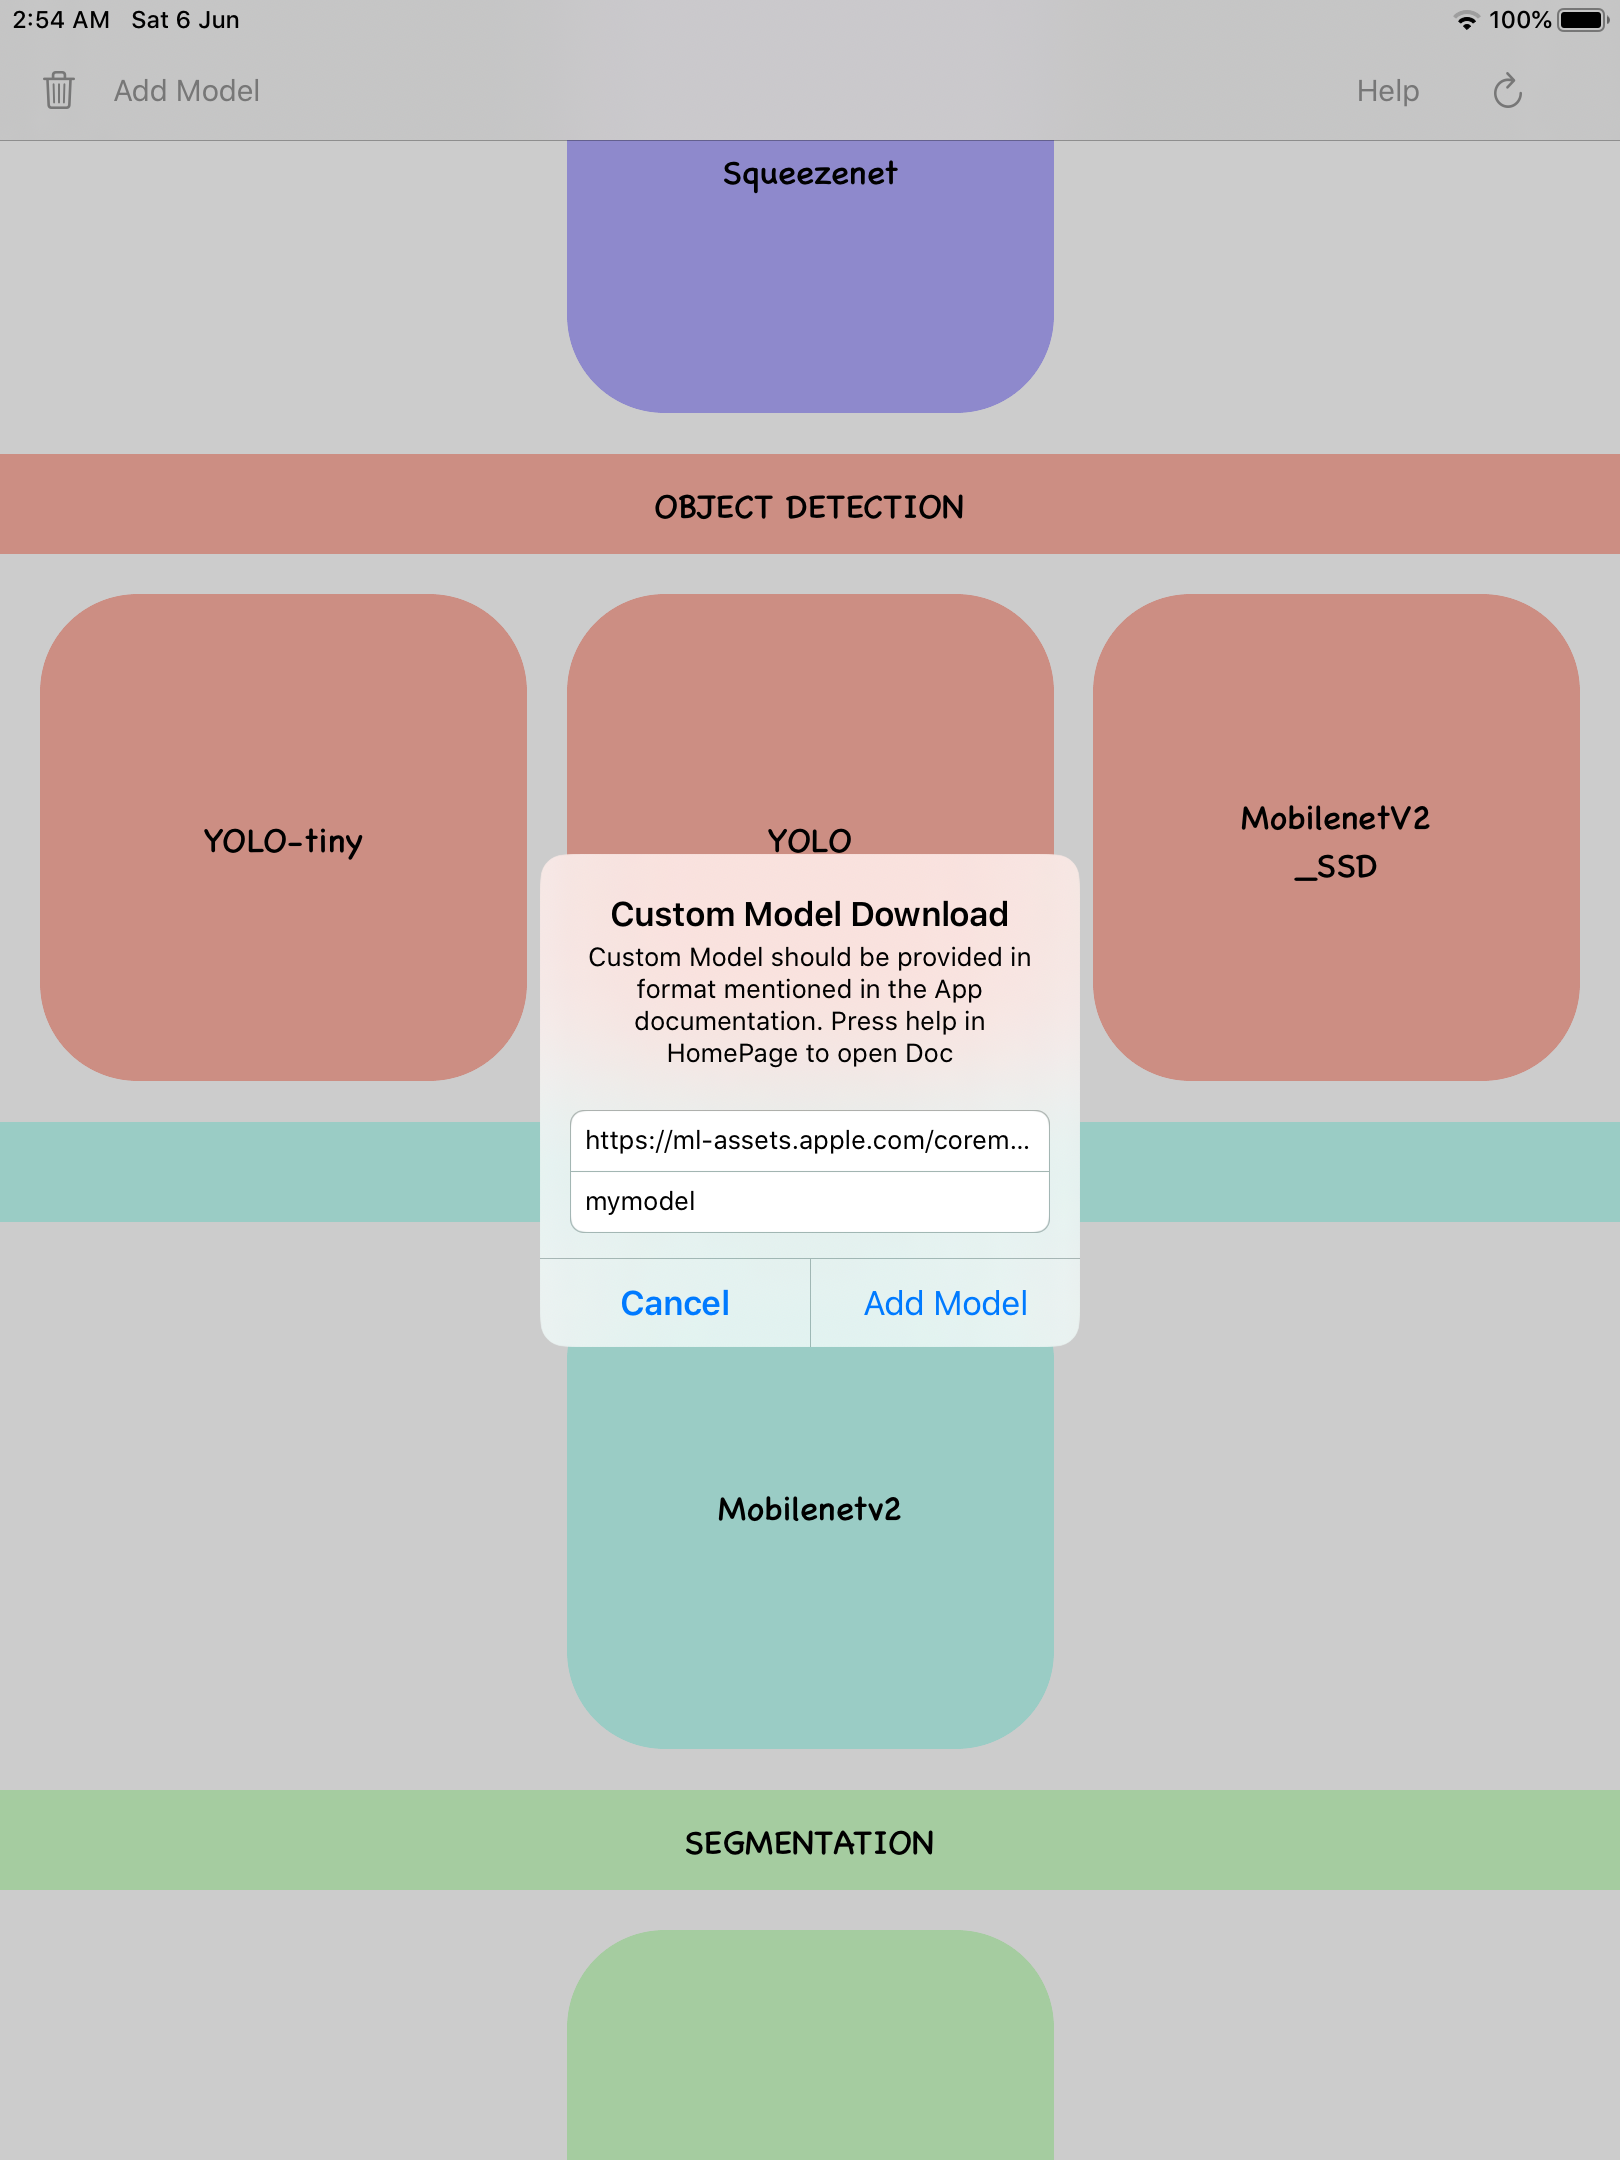 2:54 AM Sat 6 Jun 100%
Add Model Help
Squeezenet
OBJECT DETECTION
YOLO-tiny
YOLO
MobilenetV2
_SSD
Custom Model Download
Custom Model should be provided in
format mentioned in the App
documentation. Press help in
HomePage to open Doc
https://ml-assets.apple.com/corem...
mymodel
Cancel Add Model
Mobilenetv2
SEGMENTATION